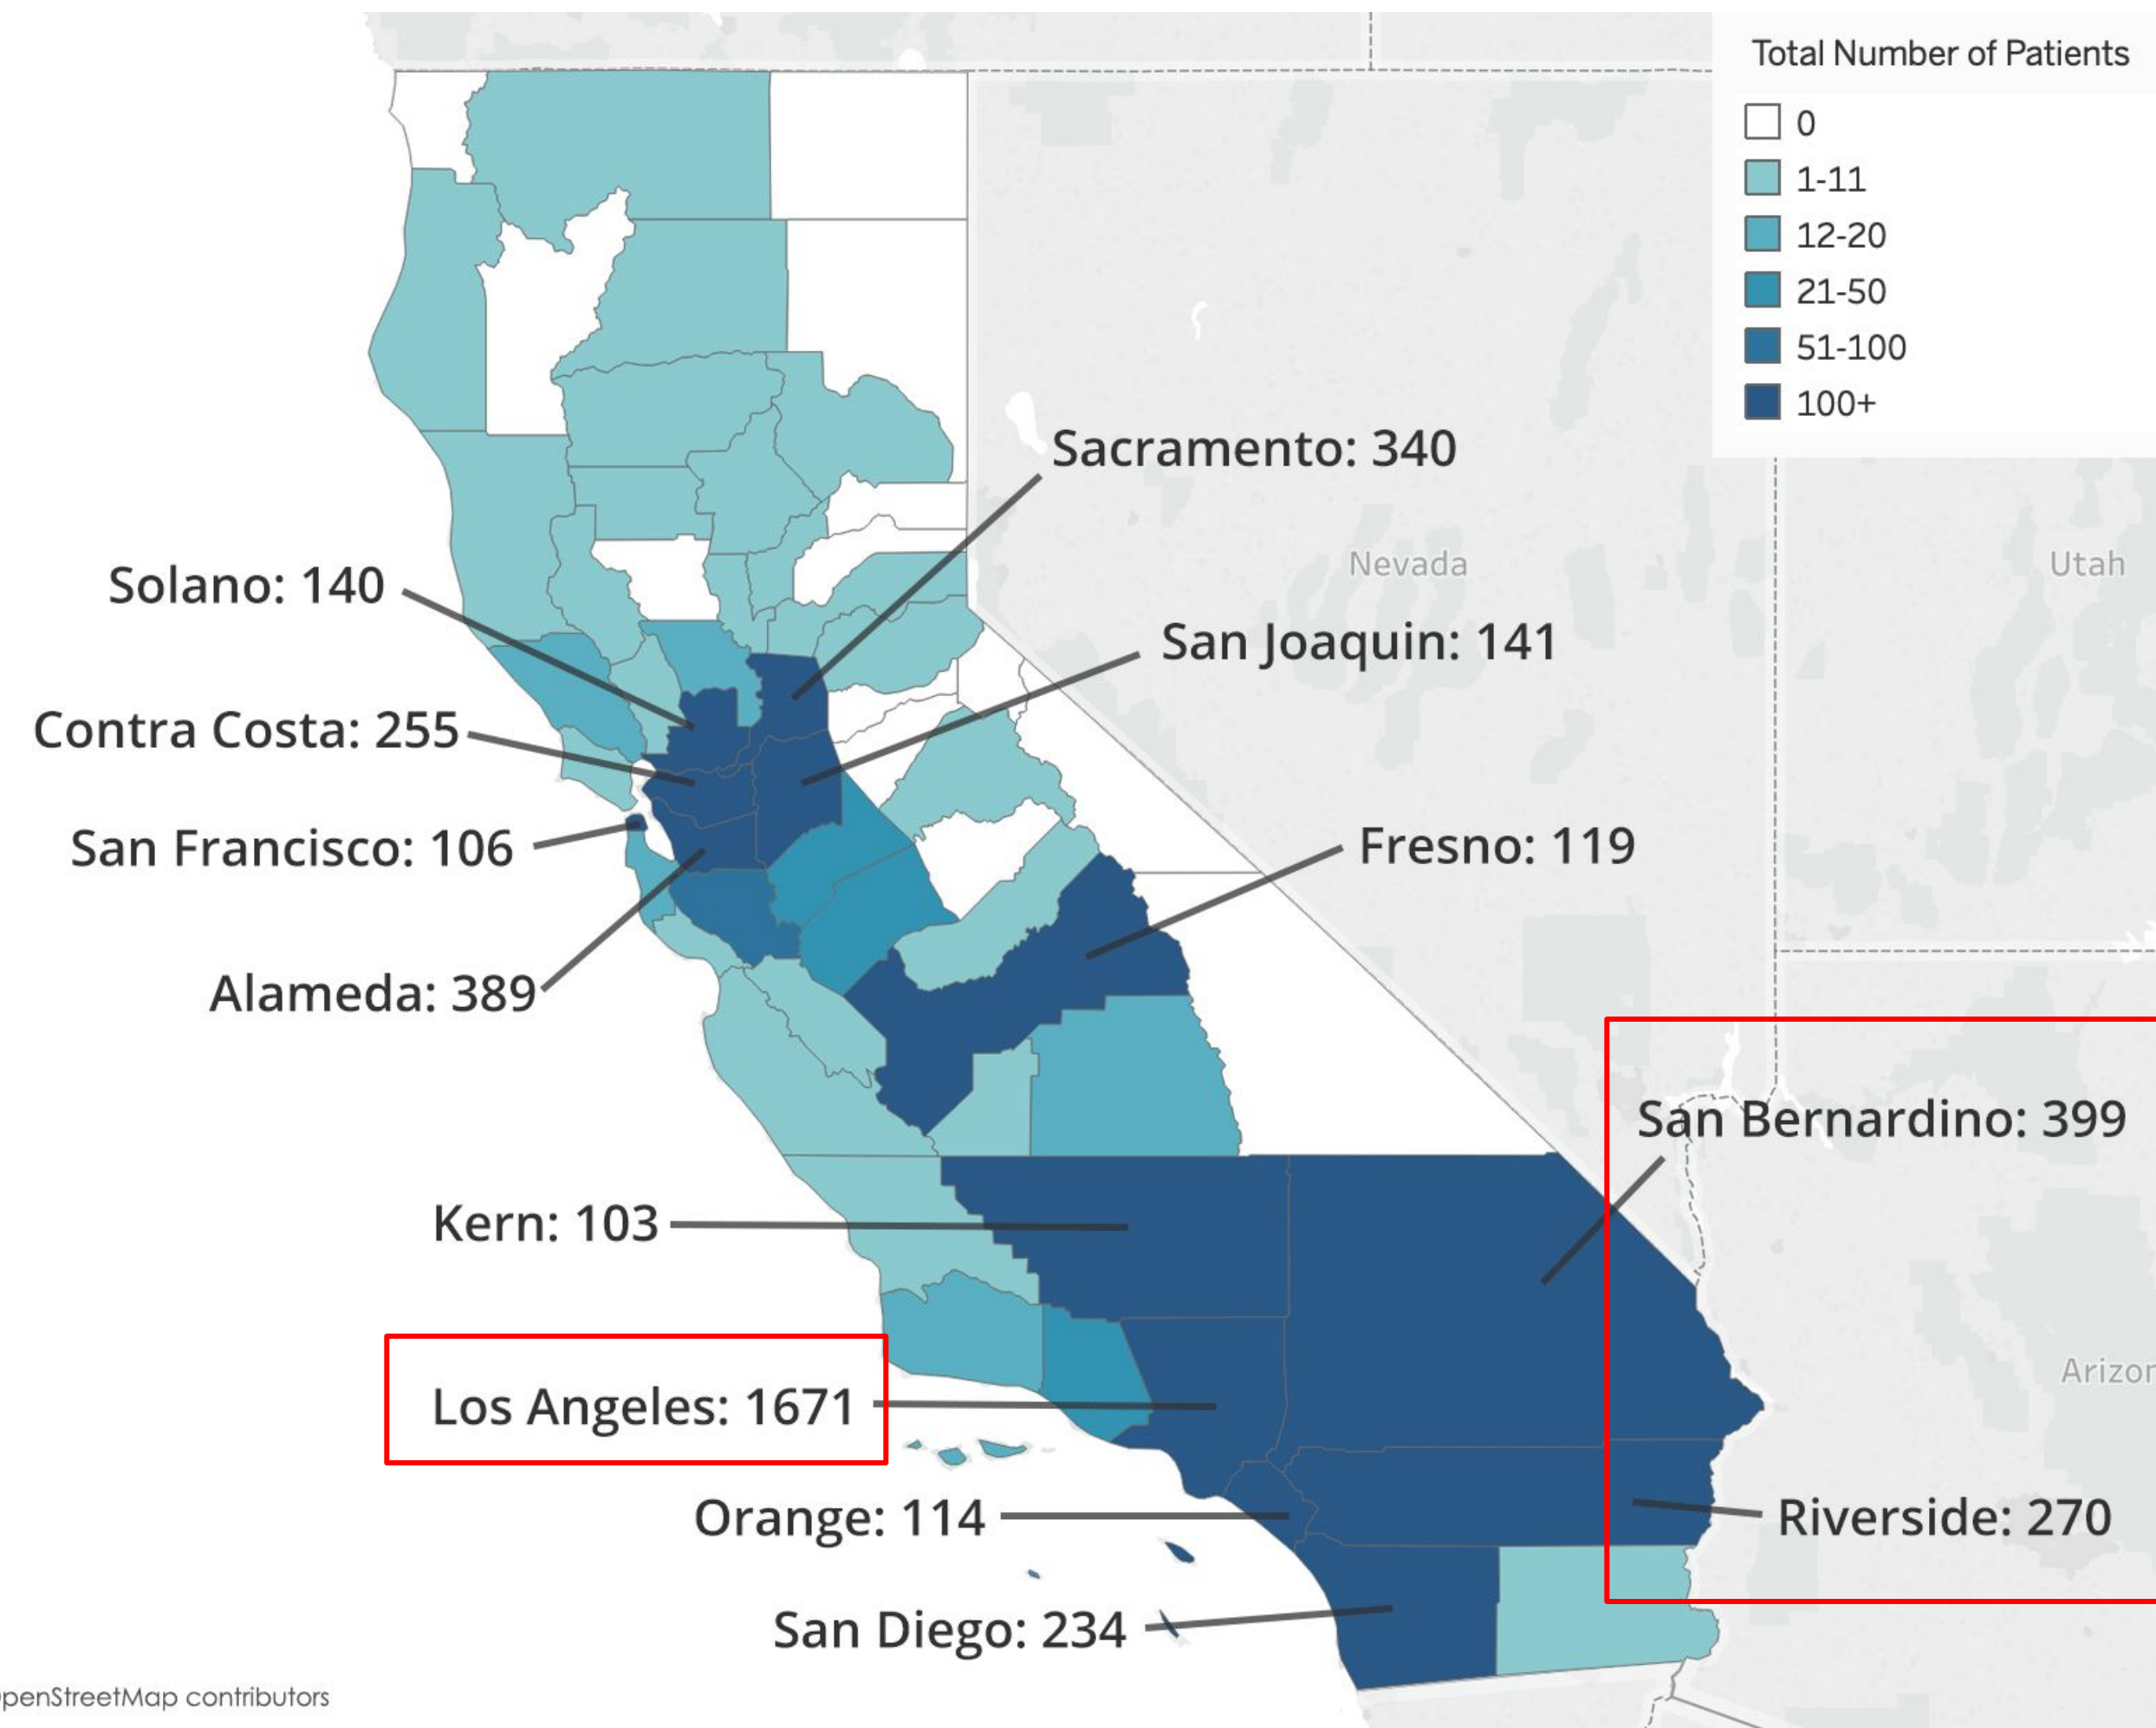 Total Number of Patients
0
1-11
12-20
21-50
51-100
100+
Sacramento: 340
Nevada
Utah
Solano: 140
San Joaquin: 141
Contra Costa: 255
San Francisco: 106
Fresno: 119
Alameda: 389
San Bernardino: 399
Kern: 103
Arizor
Los Angeles: 1671
Orange: 114
Riverside: 270
San Diego: 234
penStreetMap contributors